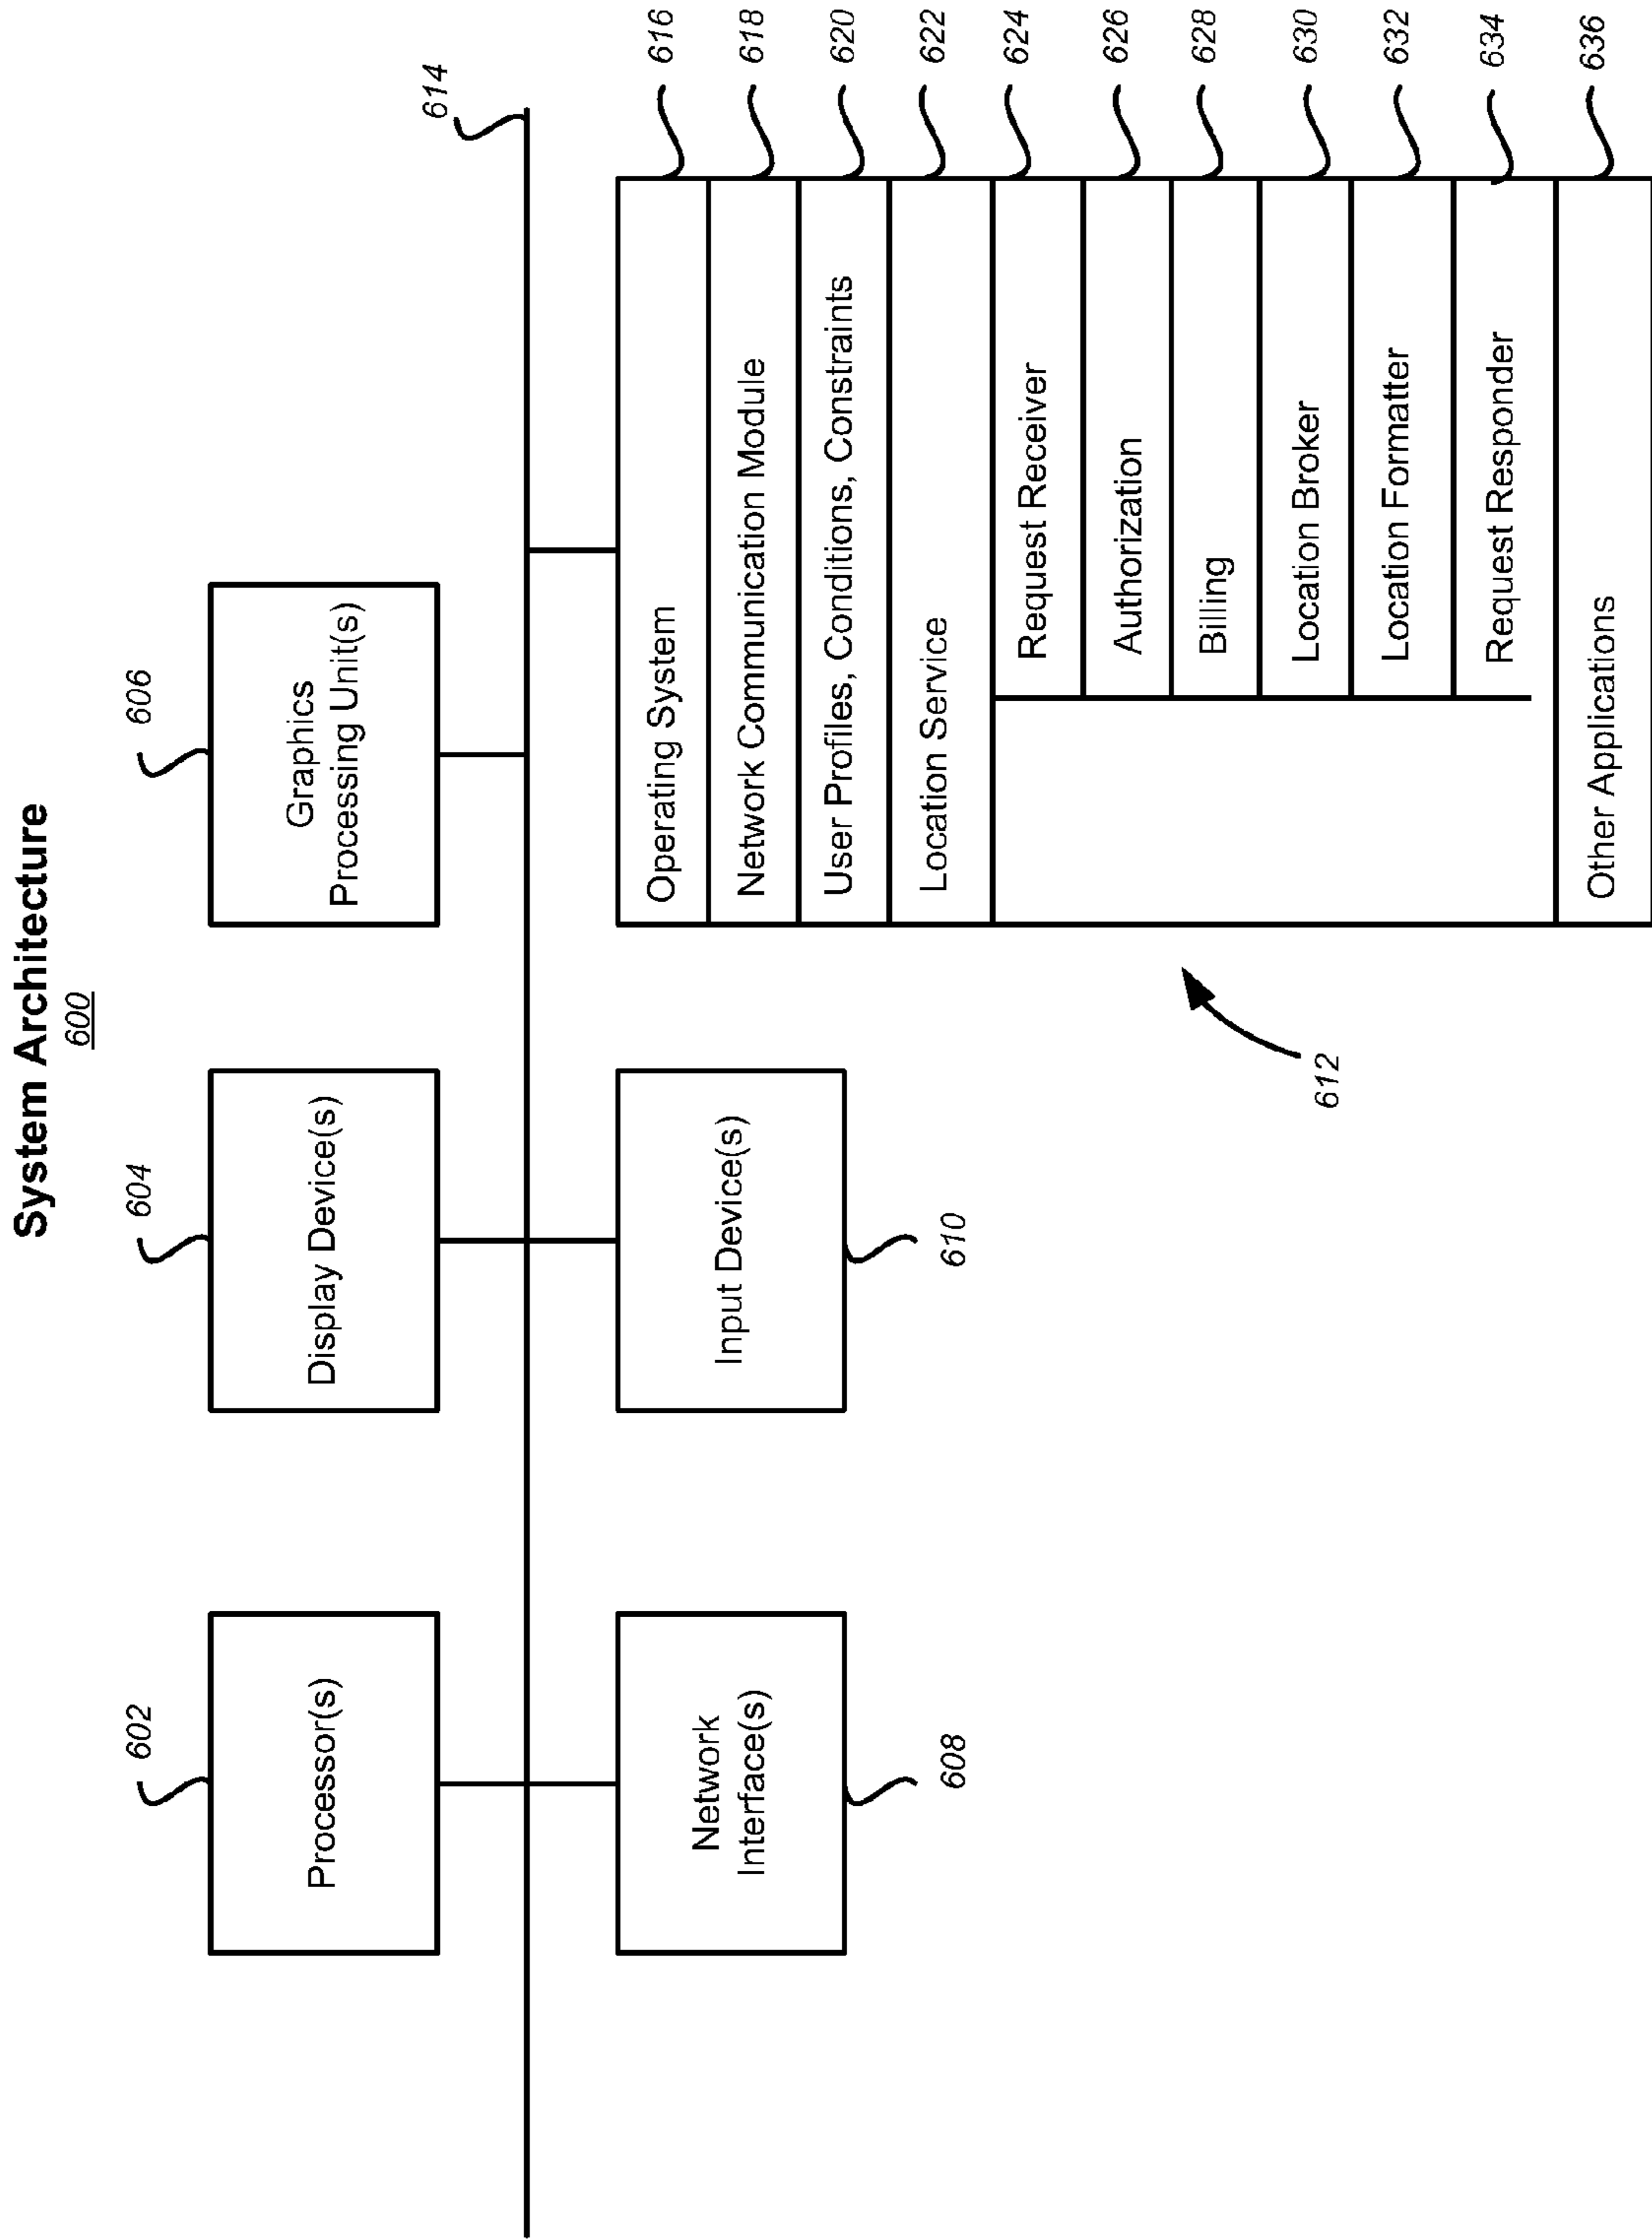 System Architecture
600
602
604
606
Processor(s)
Display Device(s)
Graphics
Processing Unit(s)
614
Network
Interface(s)
Input Device(s)
608
610
612
Operating System
616
Network Communication Module
618
User Profiles, Conditions, Constraints
620
Location Service
622
Request Receiver
624
Authorization
626
Billing
628
Location Broker
630
Location Formatter
632
Request Responder
634
Other Applications
636